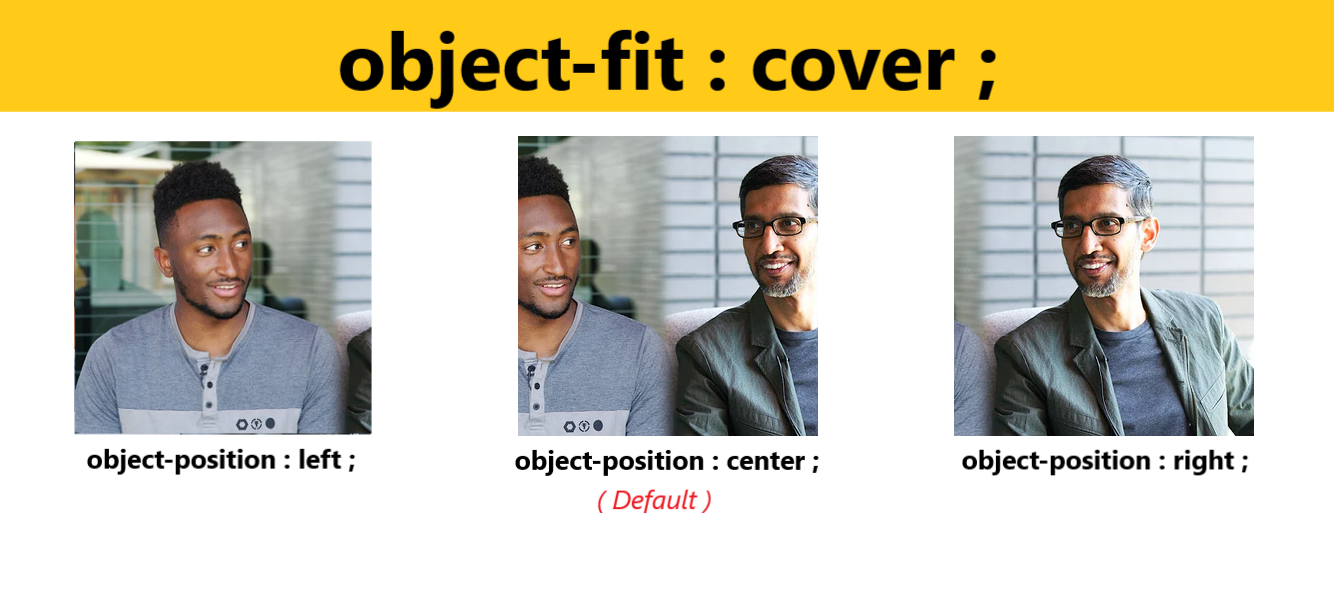 object-fit : cover ;
object-position : left ;
object-position : center ;
object-position : right ;
( Default )